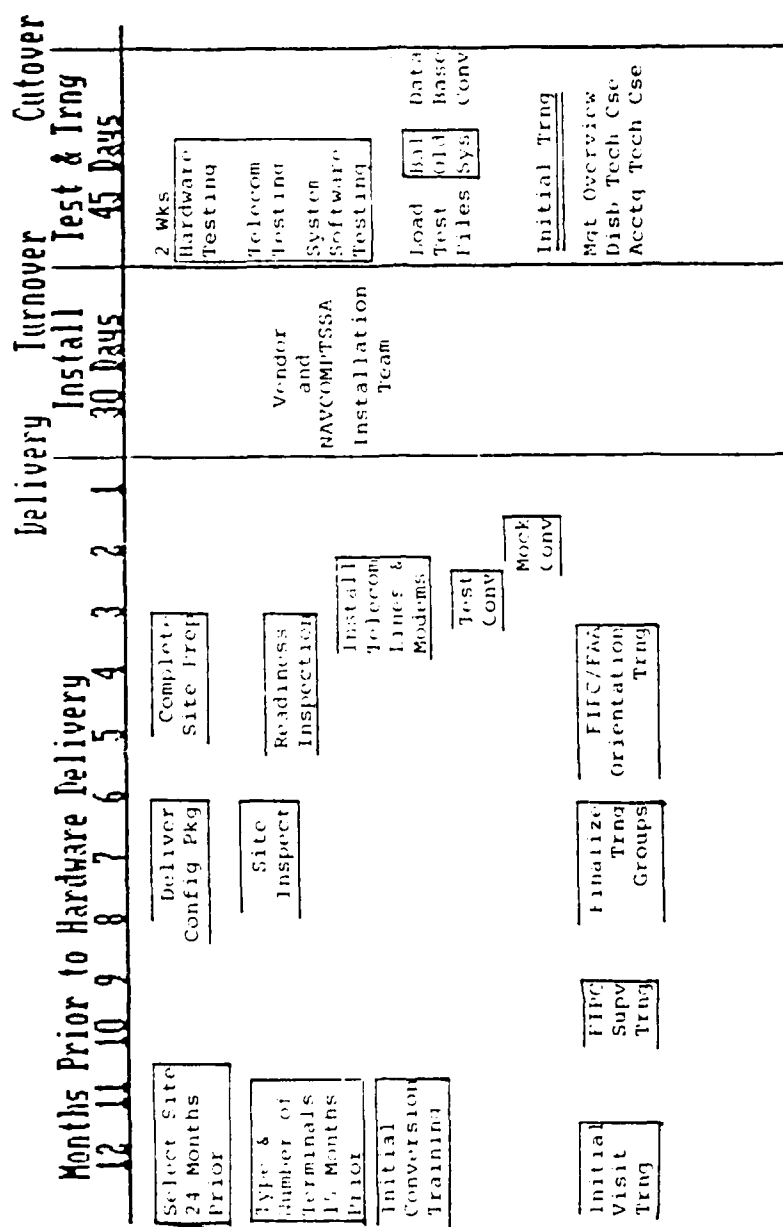 Delivery Turnover Cutover
Months Prior to Hardware Delivery Install Test & Trng
12 11 10 9 8 7 6 5 4 3 2 1 30 Days 45 Days
Select Site
24 Months
Prior
Type &
Number of
Terminals
Months
Prior
Initial
Conversion
Training
Initial
Visit
Trng
FIPC
Supv
Trng
Deliver
Config Pkg
Site
Inspect
Finalize
Trng
Groups
Complete
Site Prep
Readiness
Inspection
Install
Telecom
Lines &
Modems
Test
Conv
Mock
Conv
FIPC/FAA
Orientation
Trng
Vendor
and
NAVCOMPTSSA
Installation
Team
2 Wks
Hardware
Testing
Telecom
Testing
System
Software
Testing
Load
Test
Files
Bal
Old
Sys
Data
Base
Conv
Initial Trng
Mgt Overview
Disb Tech Cse
Acctg Tech Cse